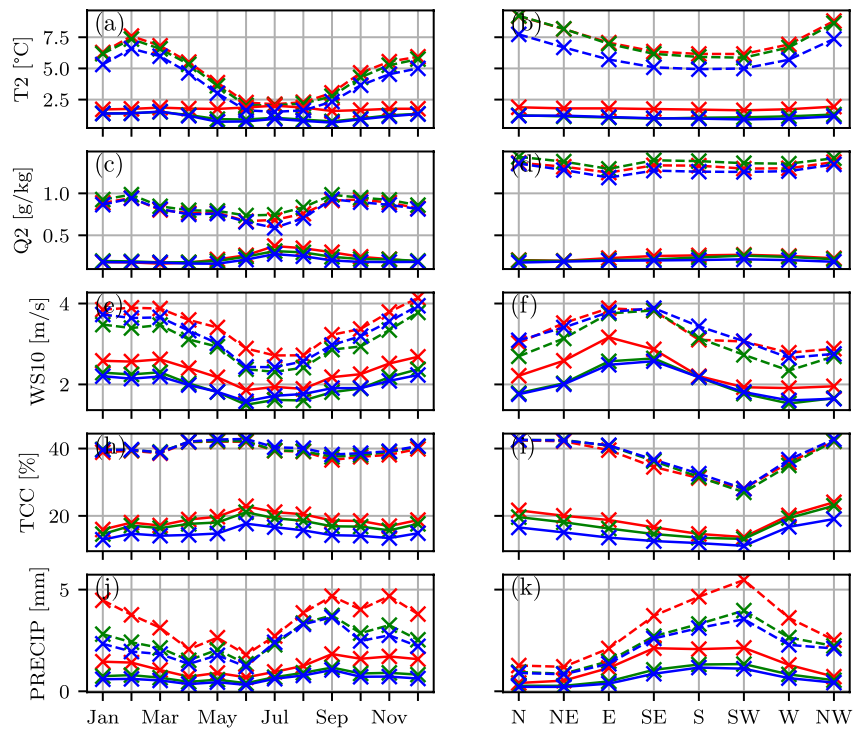 (a)
(b)
7.5
5.0
2.5
T2 [°C]
(c)
(d)
1.0
0.5
Q2 [g/kg]
(e)
(f)
4
2
WS10 [m/s]
(h)
(i)
40
20
TCC [%]
(j)
(k)
5
0
PRECIP [mm]
Jan Mar May Jul Sep Nov
N NE E SE S SW W NW